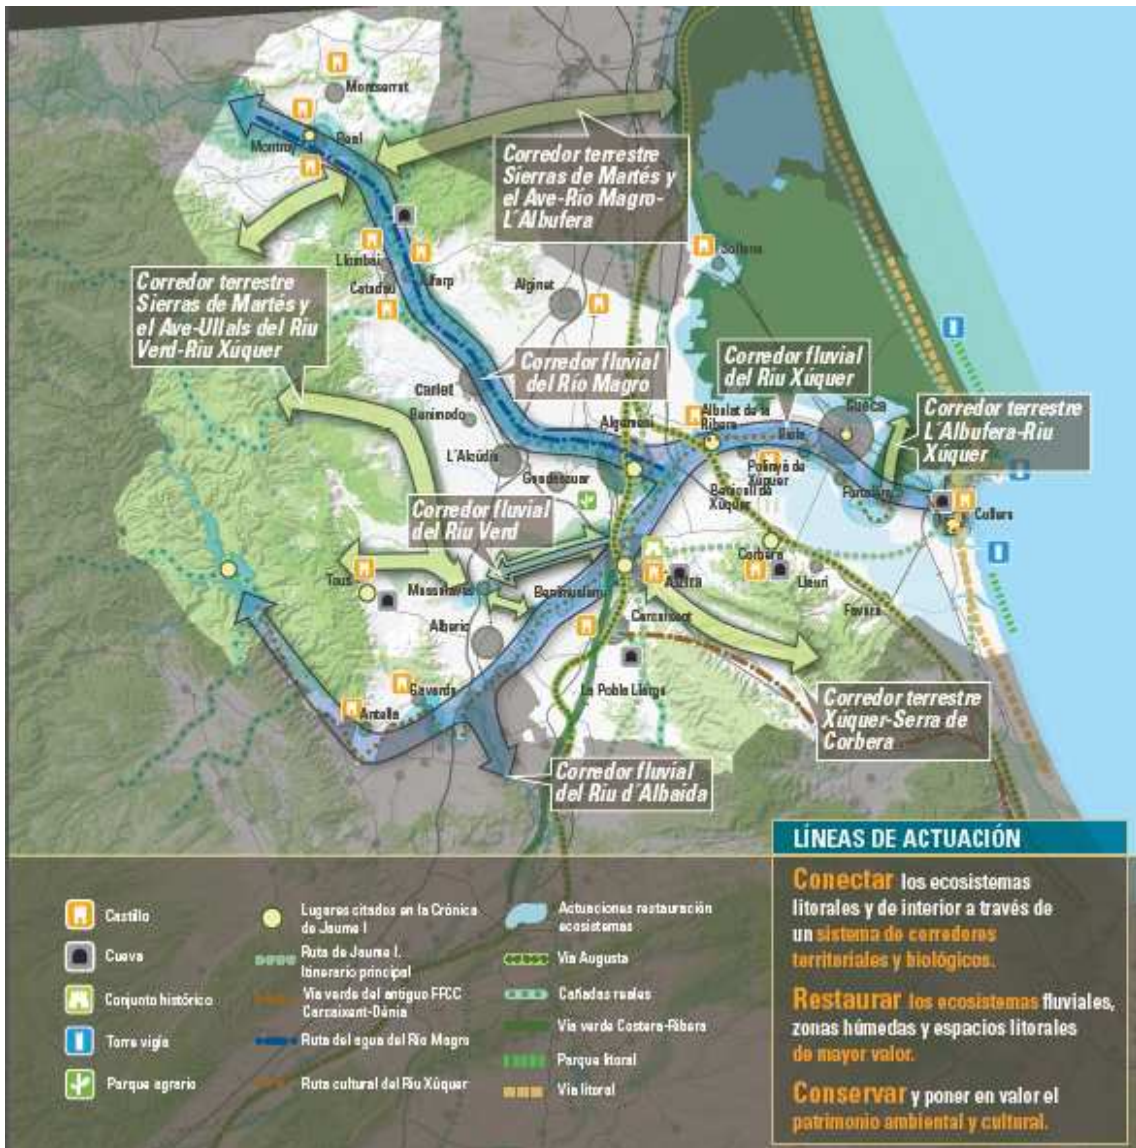 Montserrat
Real
Montroy
Corredor terrestre
Sierras de Martés y
el Ave-Río Magro-
L´Albufera
Sollana
Llombai
Alfarp
Catadau
Alginet
Corredor terrestre
Sierras de Martés y
el Ave-Ullals del Riu
Verd-Riu Xúquer
Corredor fluvial
del Río Magro
Corredor fluvial
del Riu Xúquer
Carlet
Benimodo
Algemesí
Albalat de la
Ribera
Sueca
Corredor terrestre
L´Albufera-Riu
Xúquer
Riola
L´Alcúdia
Guadassuar
Polinyà de
Xúquer
Benicull de
Xúquer
Fortaleny
Cullera
Corredor fluvial
del Riu Verd
Corbera
Tous
Massalavés
Benimuslem
Alzira
Llaurí
Favara
Alberic
Carcaixent
Gavarda
Antella
La Pobla Llarga
Corredor terrestre
Xúquer-Serra de
Corbera
Corredor fluvial
del Riu d´Albaida
LÍNEAS DE ACTUACIÓN
Conectar los ecosistemas
litorales y de interior a través de
un sistema de corredores
territoriales y biológicos.
Restaurar los ecosistemas fluviales,
zonas húmedas y espacios litorales
de mayor valor.
Conservar y poner en valor el
patrimonio ambiental y cultural.
Castillo
Cueva
Conjunto histórico
Torre vigía
Parque agrario
Lugares citados en la Crónica
de Jaume I
Ruta de Jaume I.
Itinerario principal
Vía verde del antiguo FFCC
Carcaixent-Dénia
Ruta del agua del Río Magro
Ruta cultural del Riu Xúquer
Actuaciones restauración
ecosistemas
Vía Augusta
Cañadas reales
Vía verde Costera-Ribera
Parque litoral
Vía litoral